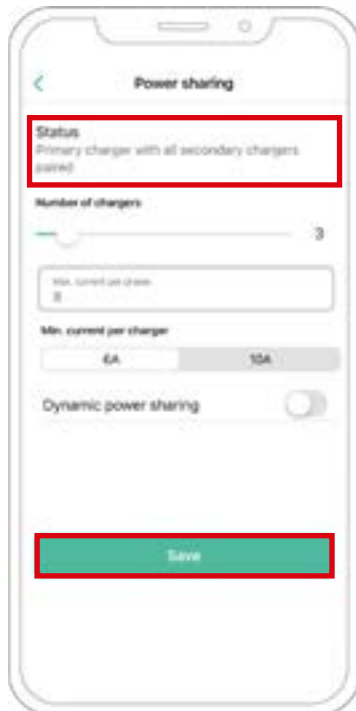 Power sharing
Status
Primary charger with all secondary chargers
paired
Number of chargers
3
Max. current per phase
Min. current per charger
6A 10A
Dynamic power sharing
Save